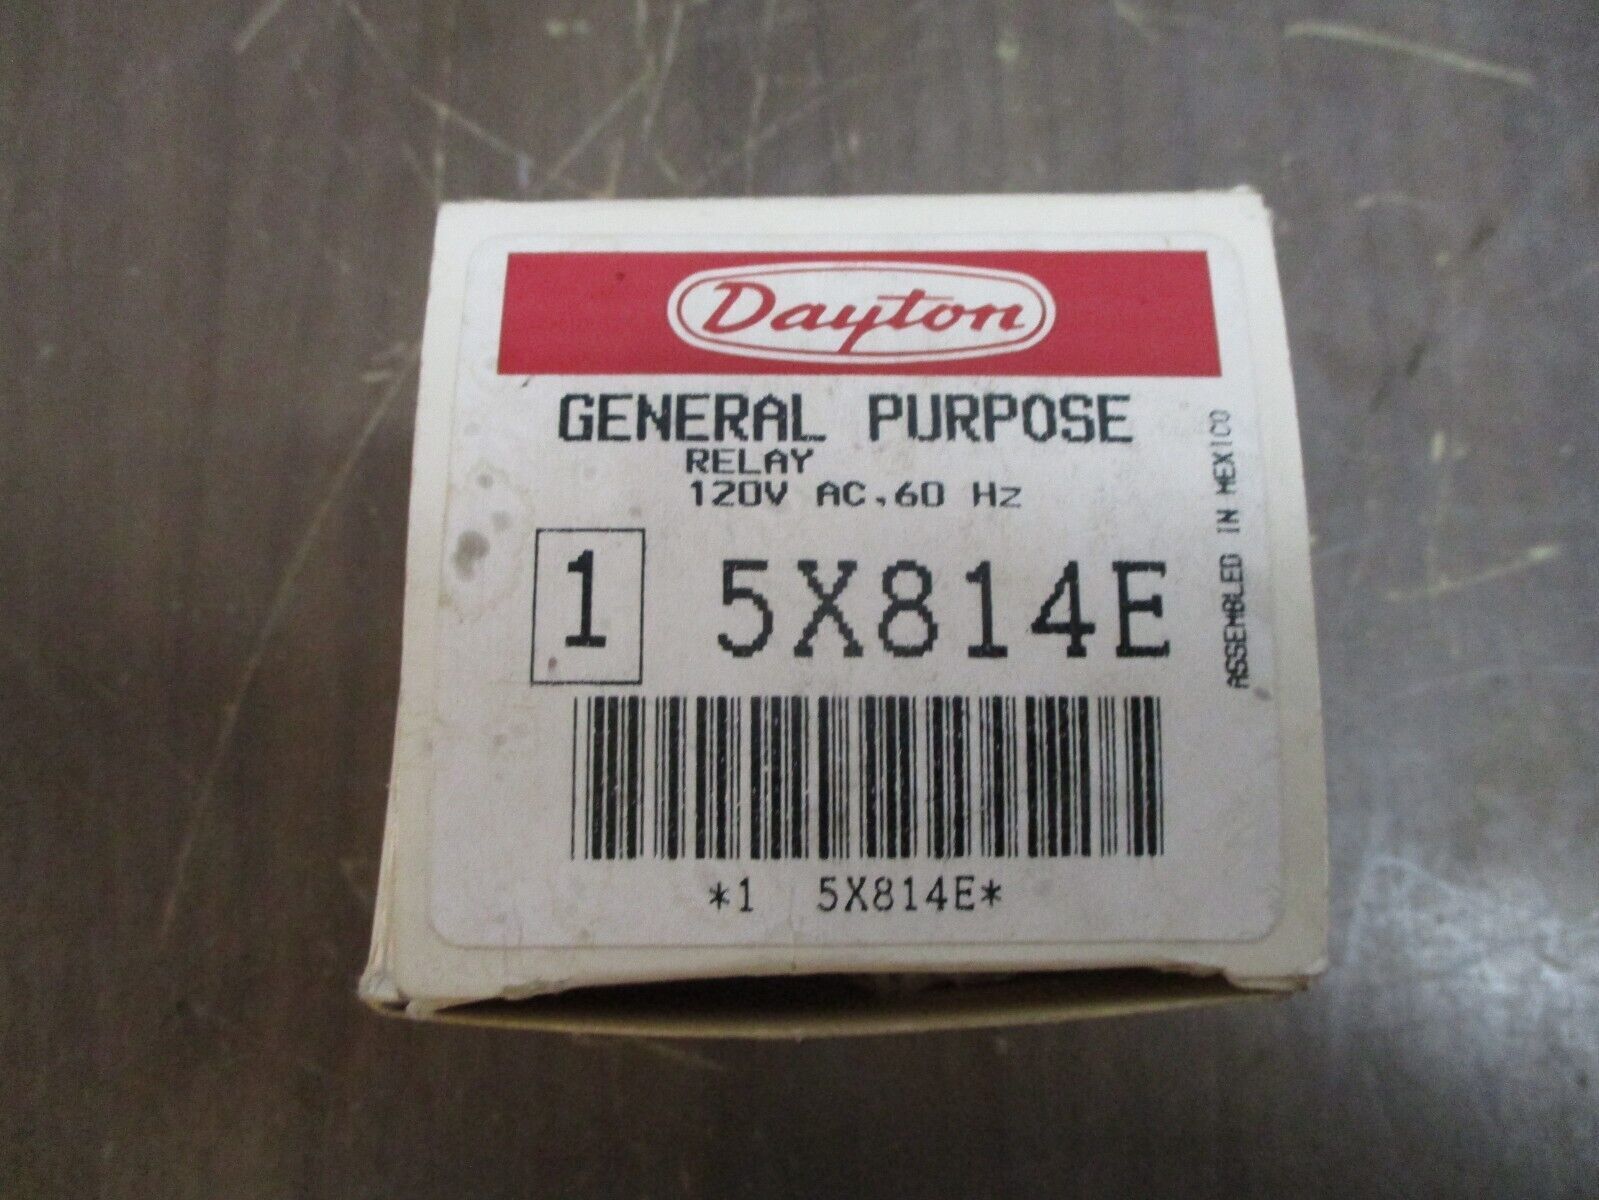 Dayton
GENERAL PURPOSE
RELAY
120V AC, 60 Hz
1 5X814E
ASSEMBLED IN MEXICO
*1 5X814E*